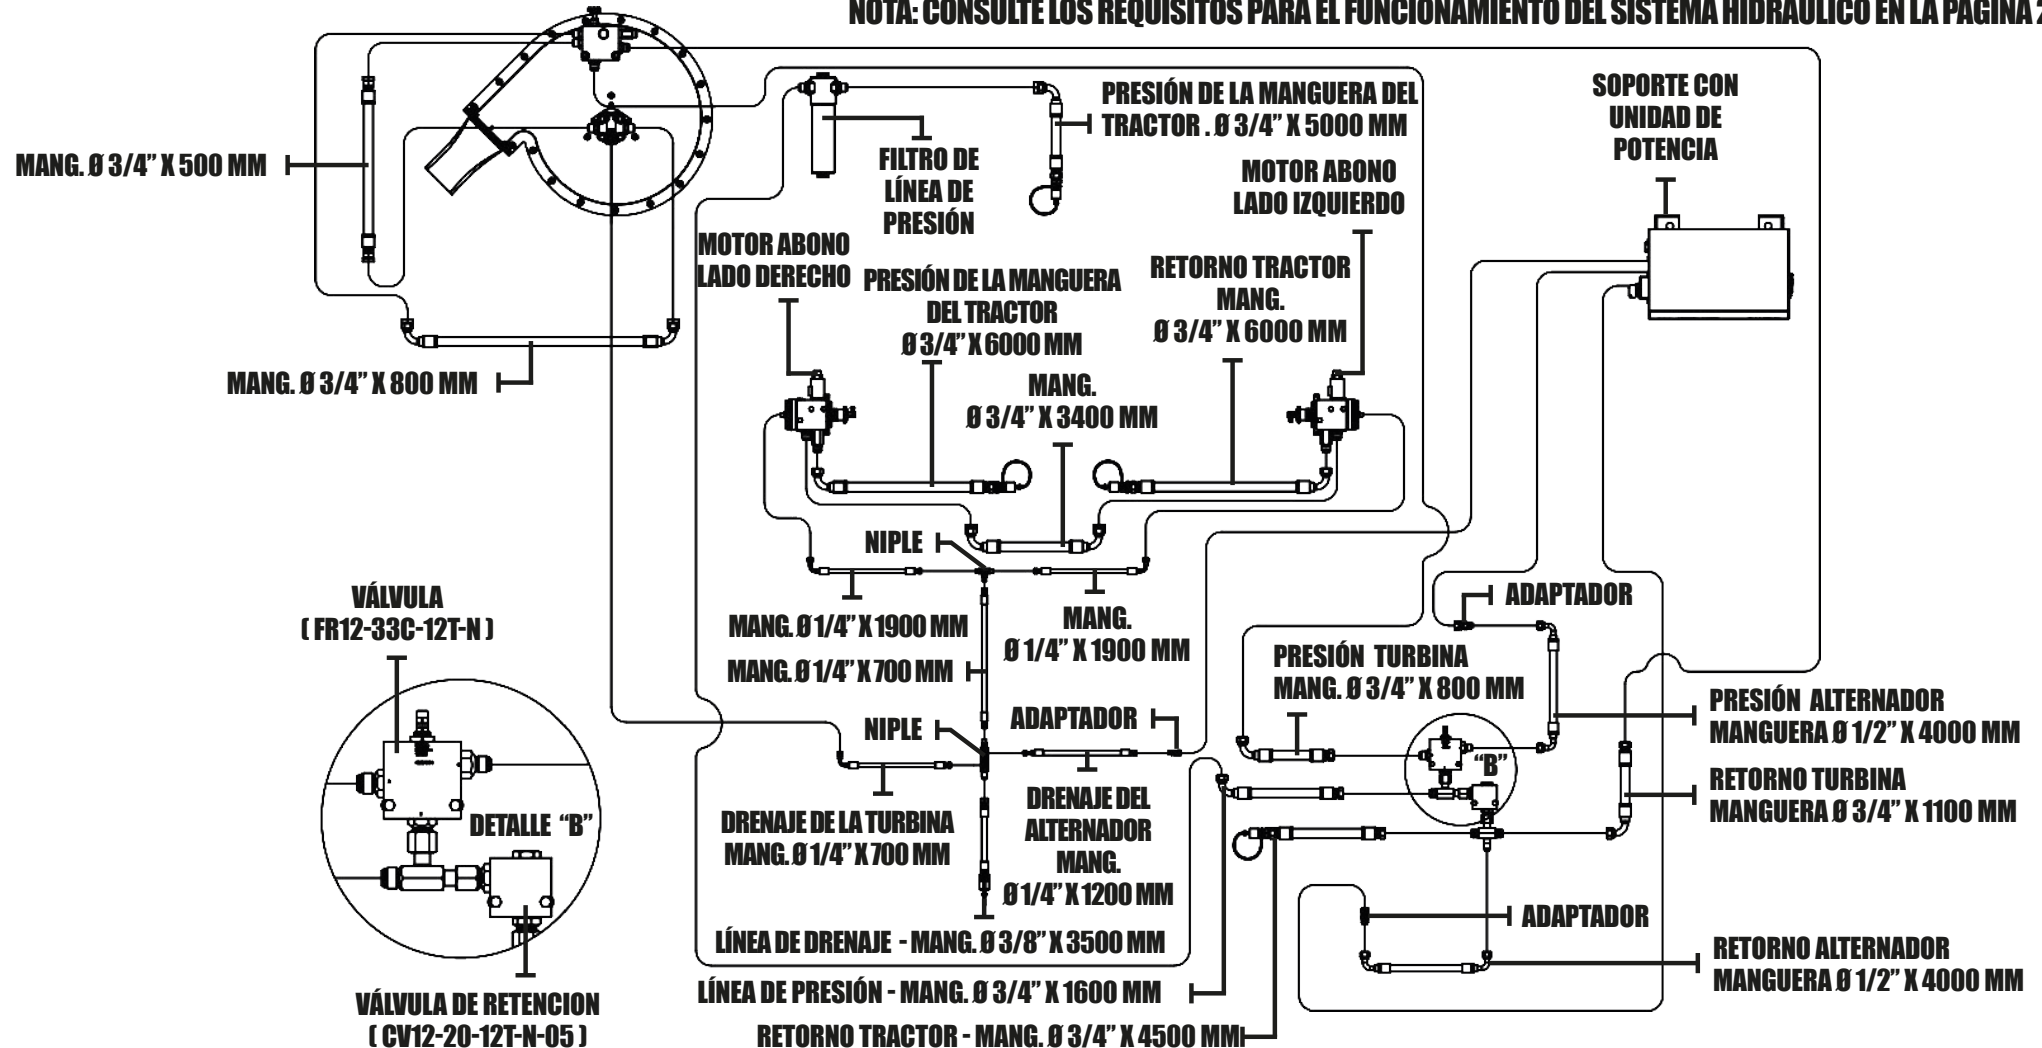 NOTA: CONSULTE LOS REQUISITOS PARA EL FUNCIONAMIENTO DEL SISTEMA HIDRÁULICO EN LA PÁGINA 2
MANG. Ø 3/4” X 500 MM
PRESIÓN DE LA MANGUERA DEL
TRACTOR . Ø 3/4” X 5000 MM
SOPORTE CON
UNIDAD DE
POTENCIA
FILTRO DE
LÍNEA DE
PRESIÓN
MOTOR ABONO
LADO IZQUIERDO
MOTOR ABONO
LADO DERECHO
PRESIÓN DE LA MANGUERA
DEL TRACTOR
Ø 3/4” X 6000 MM
RETORNO TRACTOR
MANG.
Ø 3/4” X 6000 MM
MANG. Ø 3/4” X 800 MM
MANG.
Ø 3/4” X 3400 MM
NIPLE
VÁLVULA
( FR12-33C-12T-N )
MANG. Ø 1/4” X 1900 MM
MANG.
Ø 1/4” X 1900 MM
ADAPTADOR
MANG. Ø 1/4” X 700 MM
PRESIÓN TURBINA
MANG. Ø 3/4” X 800 MM
PRESIÓN ALTERNADOR
MANGUERA Ø 1/2” X 4000 MM
NIPLE
ADAPTADOR
“B”
RETORNO TURBINA
MANGUERA Ø 3/4” X 1100 MM
DETALLE “B”
DRENAJE DE LA TURBINA
MANG. Ø 1/4” X 700 MM
DRENAJE DEL
ALTERNADOR
MANG.
Ø 1/4” X 1200 MM
ADAPTADOR
LÍNEA DE DRENAJE - MANG. Ø 3/8” X 3500 MM
RETORNO ALTERNADOR
MANGUERA Ø 1/2” X 4000 MM
VÁLVULA DE RETENCION
( CV12-20-12T-N-05 )
LÍNEA DE PRESIÓN - MANG. Ø 3/4” X 1600 MM
RETORNO TRACTOR - MANG. Ø 3/4” X 4500 MM